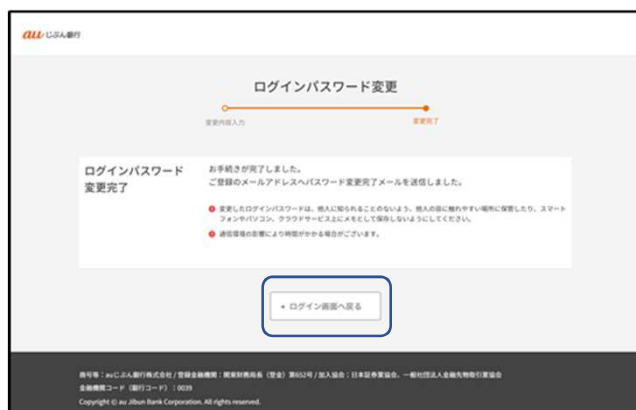 au じぶん銀行
ログインパスワード変更
変更内容入力
変更完了
ログインパスワード
変更完了
お手続きが完了しました。
ご登録のメールアドレスへパスワード変更完了メールを送信しました。
変更したログインパスワードは、他人に知られることのないよう、他人の目に触れやすい場所に保管したり、スマート
フォンやパソコン、クラウドサービス上にメモとして保存しないようにしてください。
通信環境の影響により時間がかかる場合がございます。
ログイン画面へ戻る
商号等：auじぶん銀行株式会社 / 登録金融機関：関東財務局長（登金）第652号 / 加入協会：日本証券業協会、一般社団法人金融先物取引業協会
金融機関コード（銀行コード）：0039
Copyright © au Jibun Bank Corporation. All rights reserved.